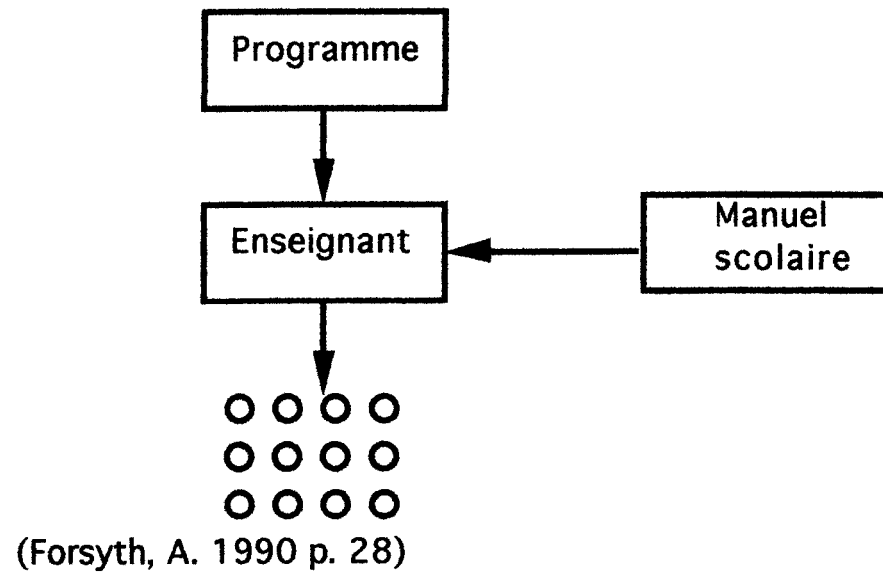 Programme
Enseignant
Manuel
scolaire
(Forsyth, A. 1990 p. 28)